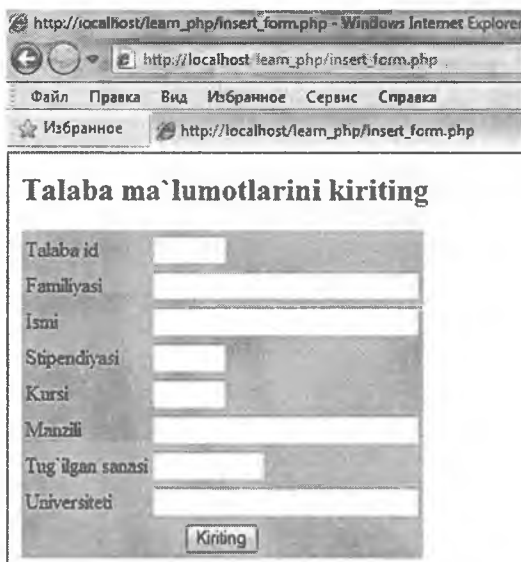 http://localhost/learn_php/insert_form.php - Windows Internet Explorer
http://localhost/learn_php/insert_form.php
Файл Правка Вид Избранное Сервис Справка
Избранное http://localhost/learn_php/insert_form.php
Talaba ma`lumotlarini kiriting
Talaba id
Familiyasi
Ismi
Stipendiyasi
Kursi
Manzili
Tug`ilgan sanasi
Universiteti
Kiriting